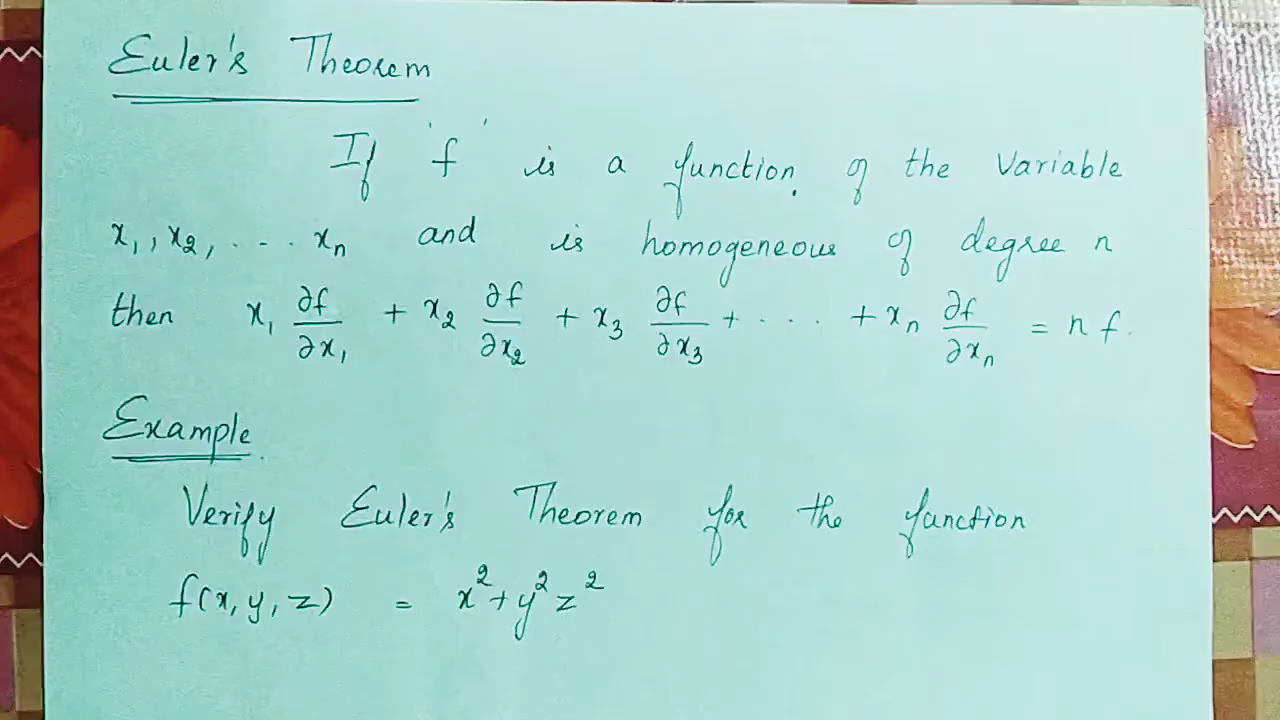 Euler's Theorem
If 'f' is a function of the variable
x₁, x₂, ... xₙ and is homogeneous of degree n
then x₁ ∂f/∂x₁ + x₂ ∂f/∂x₂ + x₃ ∂f/∂x₃ + .... + xₙ ∂f/∂xₙ = n f.
Example
Verify Euler's Theorem for the function
f(x, y, z) = x² + y² z²